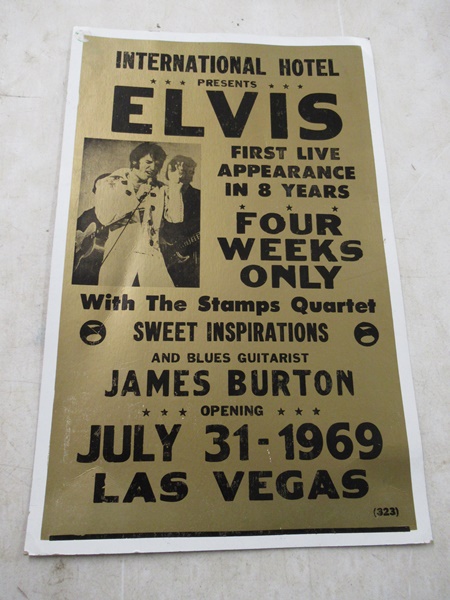 INTERNATIONAL HOTEL
★ ★ ★ PRESENTS ★ ★ ★
ELVIS
FIRST LIVE
APPEARANCE
IN 8 YEARS
★ ★ ★
FOUR
WEEKS
ONLY
With The Stamps Quartet
SWEET INSPIRATIONS
AND BLUES GUITARIST
JAMES BURTON
★ ★ ★ OPENING ★ ★ ★
JULY 31-1969
LAS VEGAS
(323)